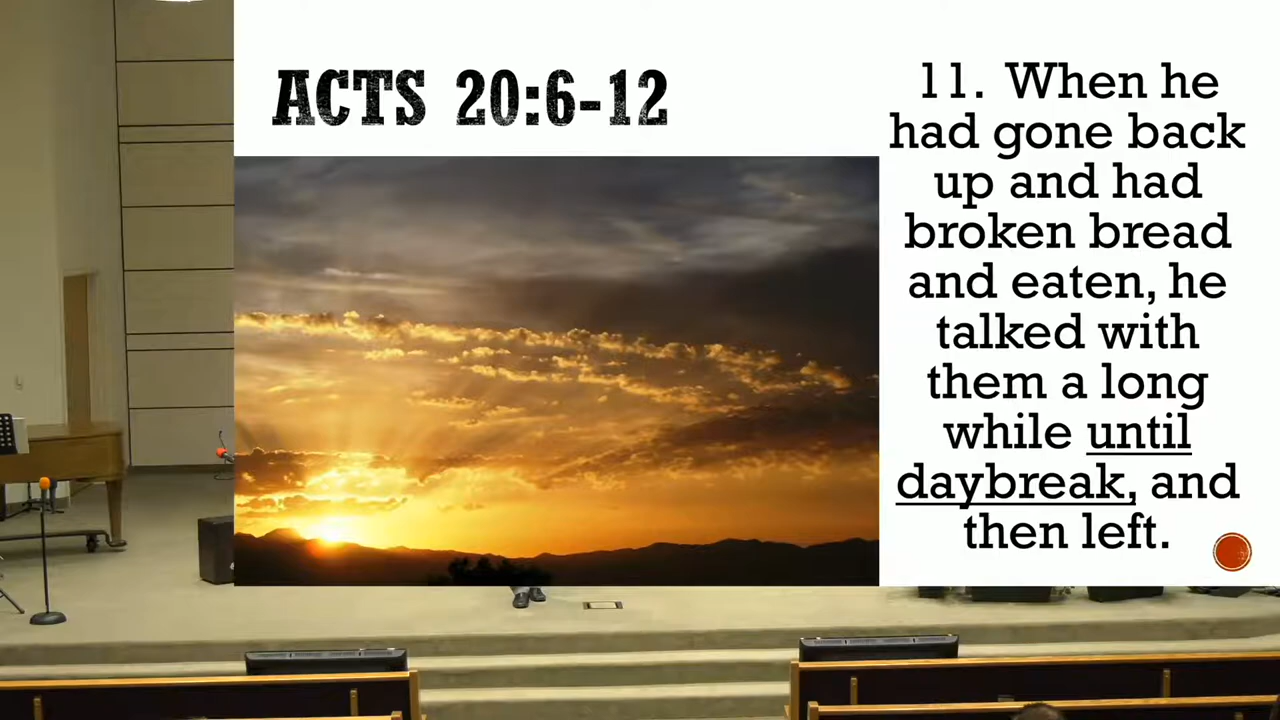 ACTS 20:6-12
11. When he
had gone back
up and had
broken bread
and eaten, he
talked with
them a long
while until
daybreak, and
then left.